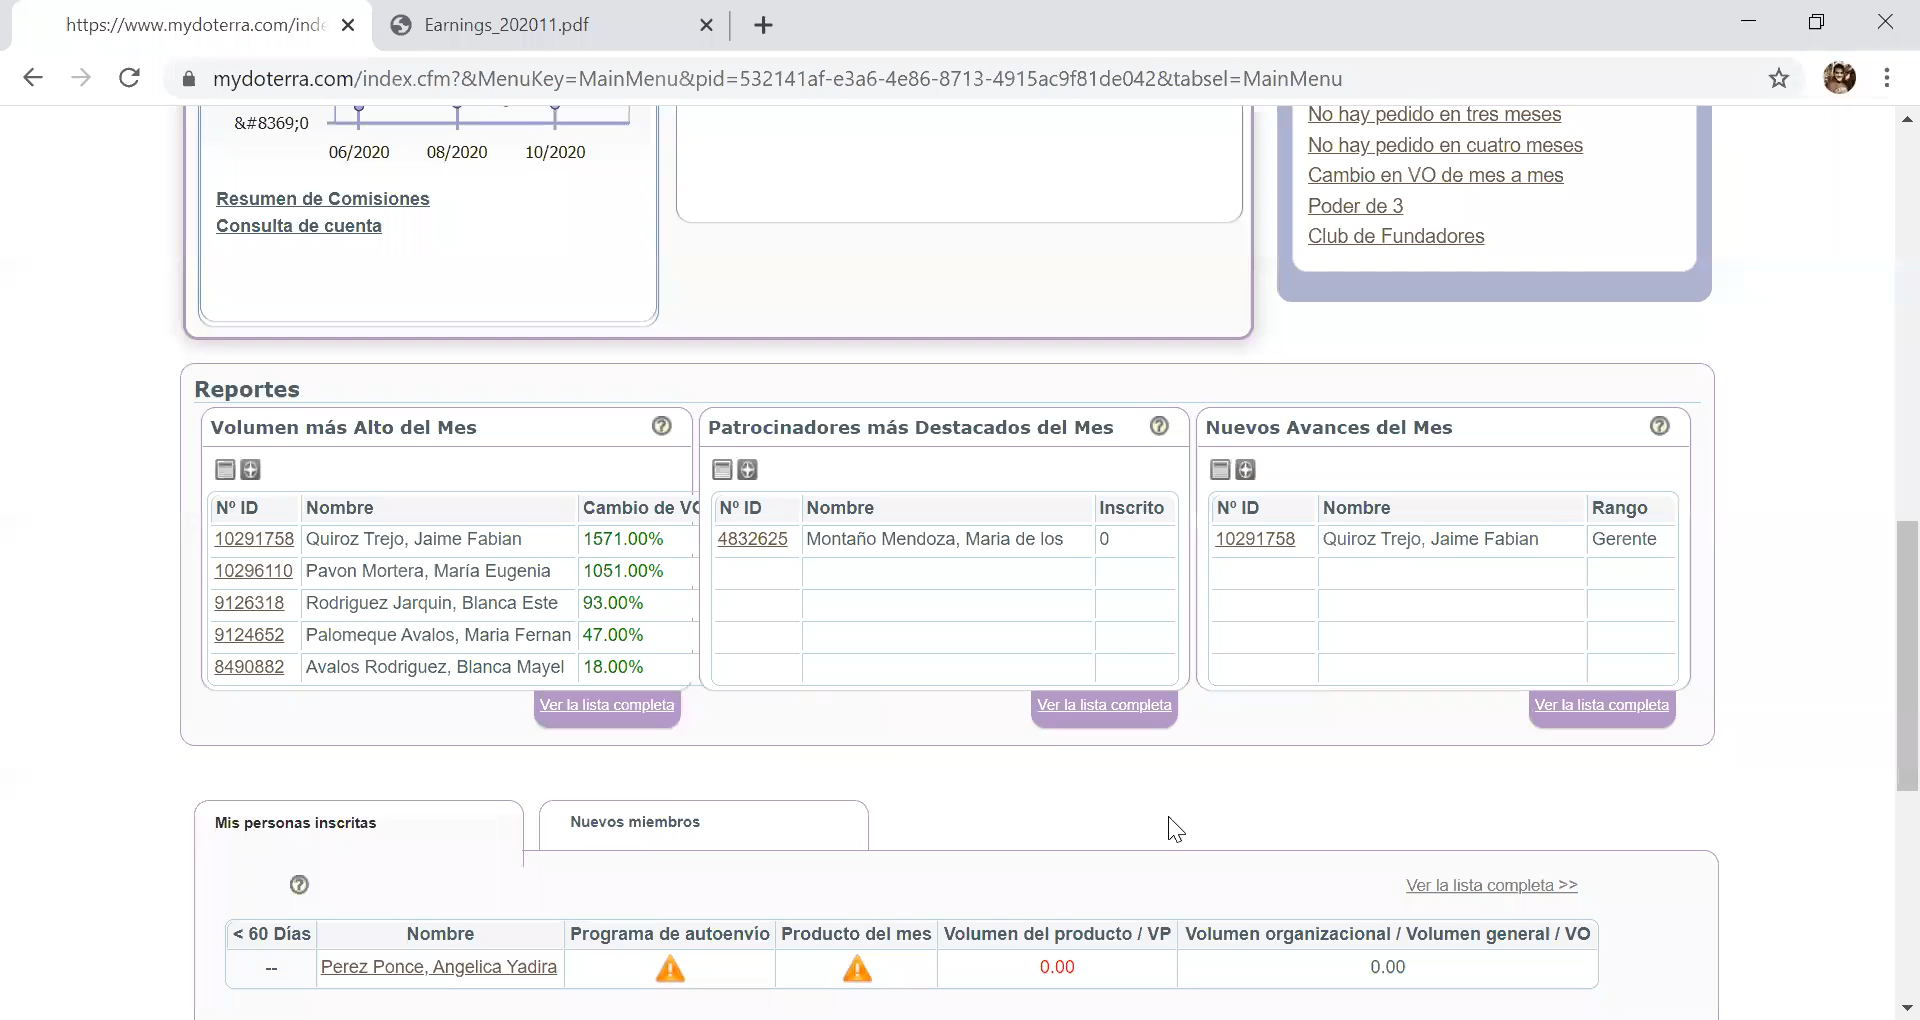 https://www.mydoterra.com/inde
Earnings_202011.pdf
mydoterra.com/index.cfm?&MenuKey=MainMenu&pid=532141af-e3a6-4e86-8713-4915ac9f81de042&tabsel=MainMenu
&#8369;0
06/2020 08/2020 10/2020
Resumen de Comisiones
Consulta de cuenta
No hay pedido en tres meses
No hay pedido en cuatro meses
Cambio en VO de mes a mes
Poder de 3
Club de Fundadores
Reportes
Volumen más Alto del Mes
Nº ID Nombre Cambio de VO
10291758 Quiroz Trejo, Jaime Fabian 1571.00%
10296110 Pavon Mortera, María Eugenia 1051.00%
9126318 Rodriguez Jarquin, Blanca Este 93.00%
9124652 Palomeque Avalos, Maria Fernan 47.00%
8490882 Avalos Rodriguez, Blanca Mayel 18.00%
Ver la lista completa
Patrocinadores más Destacados del Mes
Nº ID Nombre Inscrito
4832625 Montaño Mendoza, Maria de los 0
Ver la lista completa
Nuevos Avances del Mes
Nº ID Nombre Rango
10291758 Quiroz Trejo, Jaime Fabian Gerente
Ver la lista completa
Mis personas inscritas
Nuevos miembros
Ver la lista completa >>
< 60 Días Nombre Programa de autoenvío Producto del mes Volumen del producto / VP Volumen organizacional / Volumen general / VO
-- Perez Ponce, Angelica Yadira 0.00 0.00